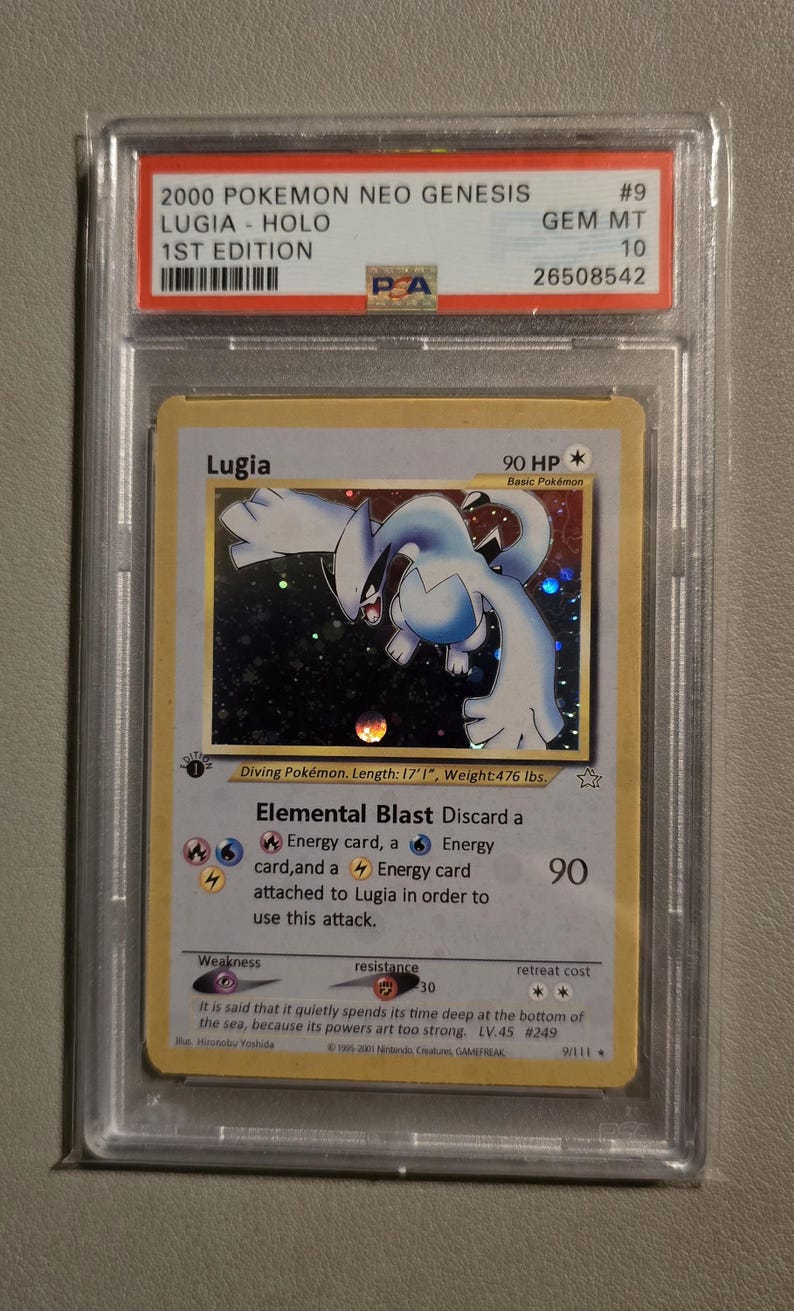 2000 POKEMON NEO GENESIS #9
LUGIA - HOLO GEM MT
1ST EDITION 10
PSA 26508542
Lugia 90 HP
Basic Pokémon
EDITION
1
Diving Pokémon. Length: 17' 1", Weight:476 lbs.
Elemental Blast Discard a
Energy card, a Energy
card,and a Energy card
attached to Lugia in order to
use this attack.
90
Weakness resistance retreat cost
-30
It is said that it quietly spends its time deep at the bottom of
the sea, because its powers art too strong. LV.45 #249
Illus. Hironobu Yoshida © 1995-2001 Nintendo, Creatures, GAMEFREAK. 9/111 ★